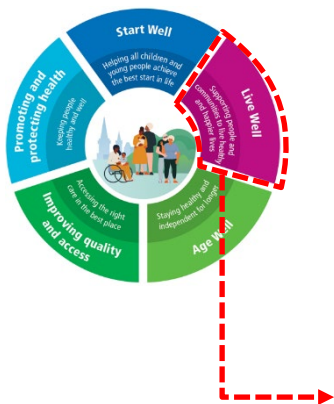 Start Well
Helping all children and
young people achieve
the best start in life
Live Well
Supporting people and
communities to live healthy
and happier lives
Age Well
Staying healthy and
independent for longer
Improving quality
and access
Accessing the right
care in the best place
Promoting and
protecting health
Keeping people
healthy and well